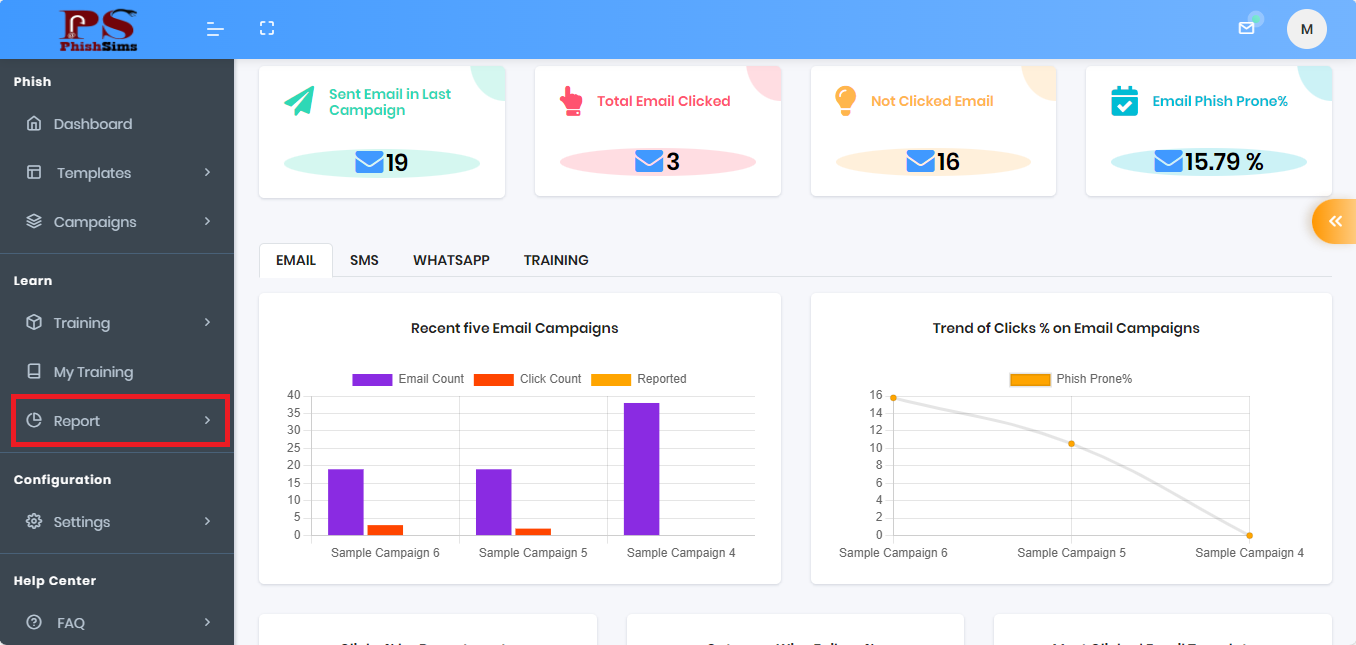 PS
PhishSims
M
Phish
Dashboard
Templates
Campaigns
Learn
Training
My Training
Report
Configuration
Settings
Help Center
FAQ
Sent Email in Last
Campaign
19
Total Email Clicked
3
Not Clicked Email
16
Email Phish Prone%
15.79 %
EMAIL SMS WHATSAPP TRAINING
Recent five Email Campaigns
Email Count Click Count Reported
40
35
30
25
20
15
10
5
0
Sample Campaign 6 Sample Campaign 5 Sample Campaign 4
Trend of Clicks % on Email Campaigns
Phish Prone%
16
14
12
10
8
6
4
2
0
Sample Campaign 6 Sample Campaign 5 Sample Campaign 4